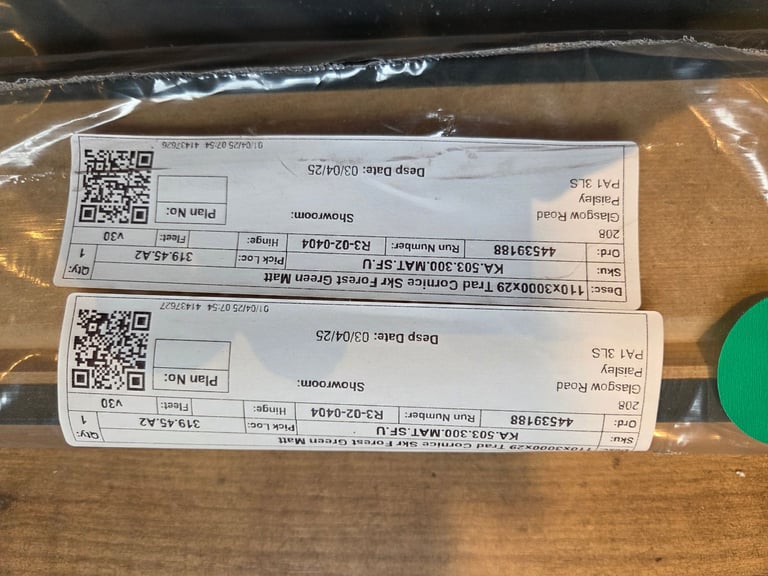 Desc: 110x3000x29 Trad Cornice Skr Forest Green Matt Qty:
Sku: KA.503.300.MAT.SF.U Pick Loc: 319.45.A2 1
Ord: 44539188 Run Number: R3-02-0404 Hinge: Fleet: v30
208
Glasgow Road Showroom: Plan No:
Paisley
PA1 3LS
Desp Date: 03/04/25
01/04/25 07:54 41437627
Desc: 110x3000x29 Trad Cornice Skr Forest Green Matt Qty:
Sku: KA.503.300.MAT.SF.U Pick Loc: 319.45.A2 1
Ord: 44539188 Run Number: R3-02-0404 Hinge: Fleet: v30
208
Glasgow Road Showroom: Plan No:
Paisley
PA1 3LS
Desp Date: 03/04/25
01/04/25 07:54 41437626